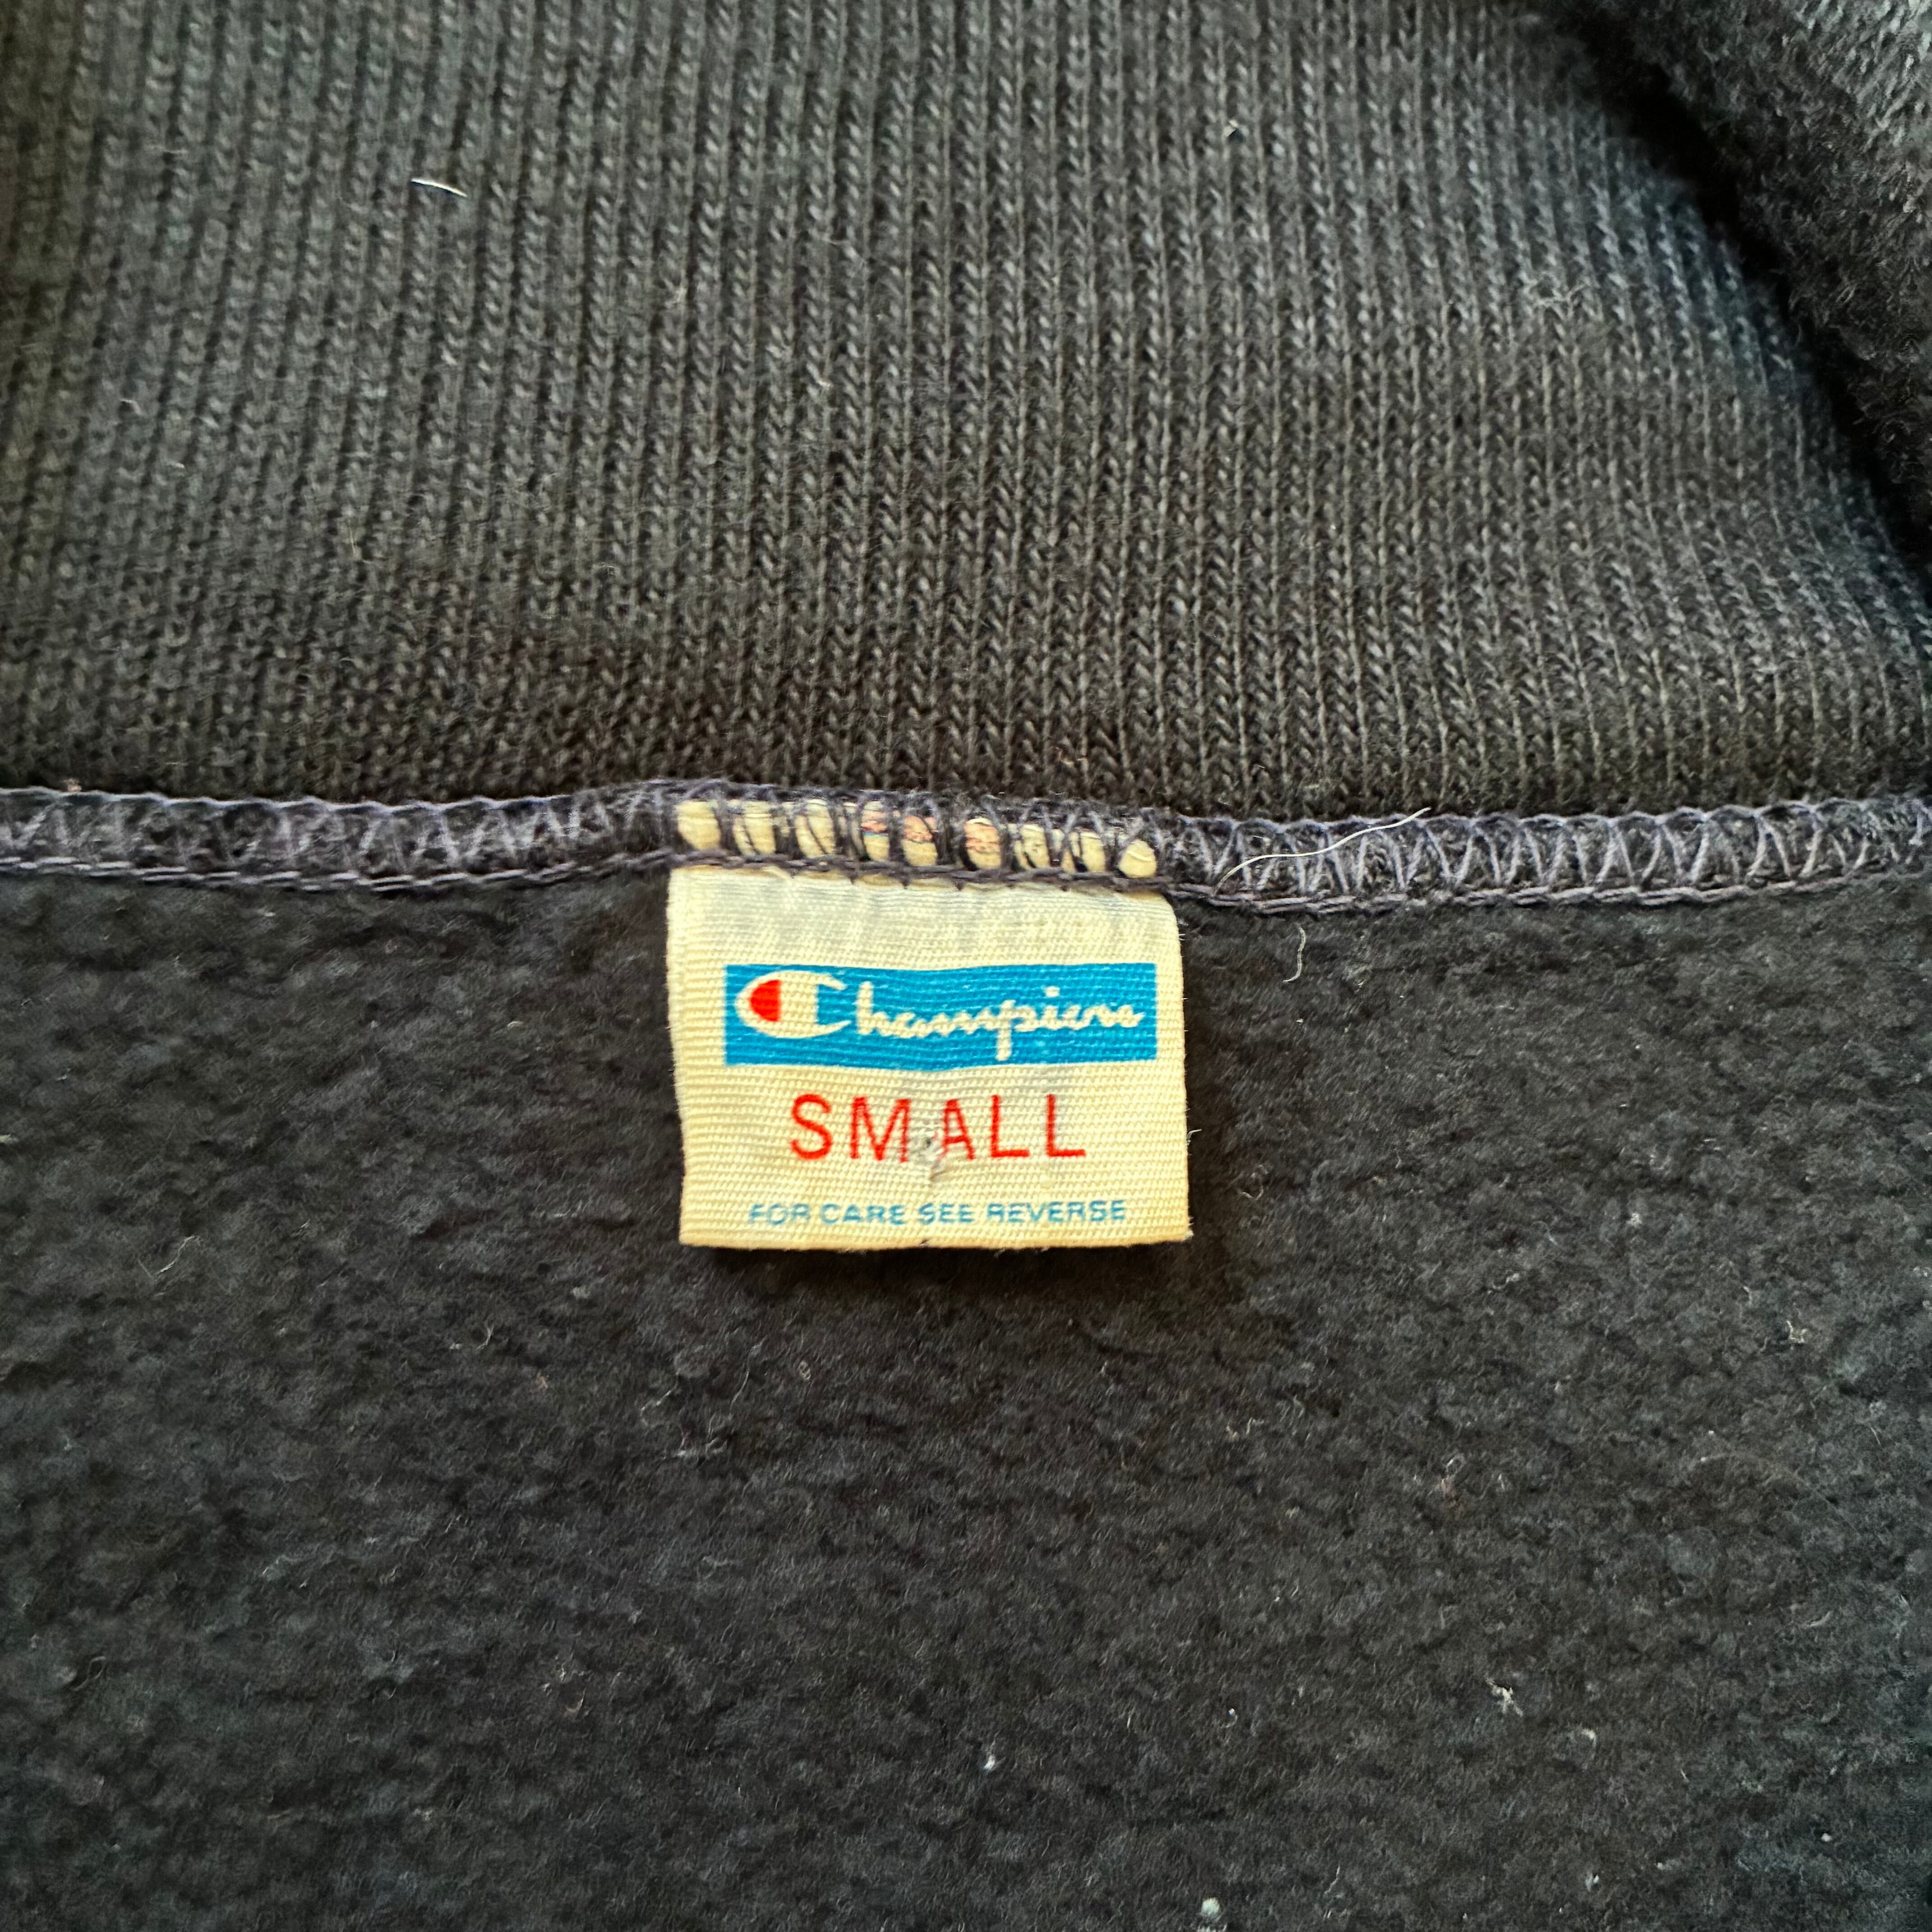 Champion
SMALL
FOR CARE SEE REVERSE